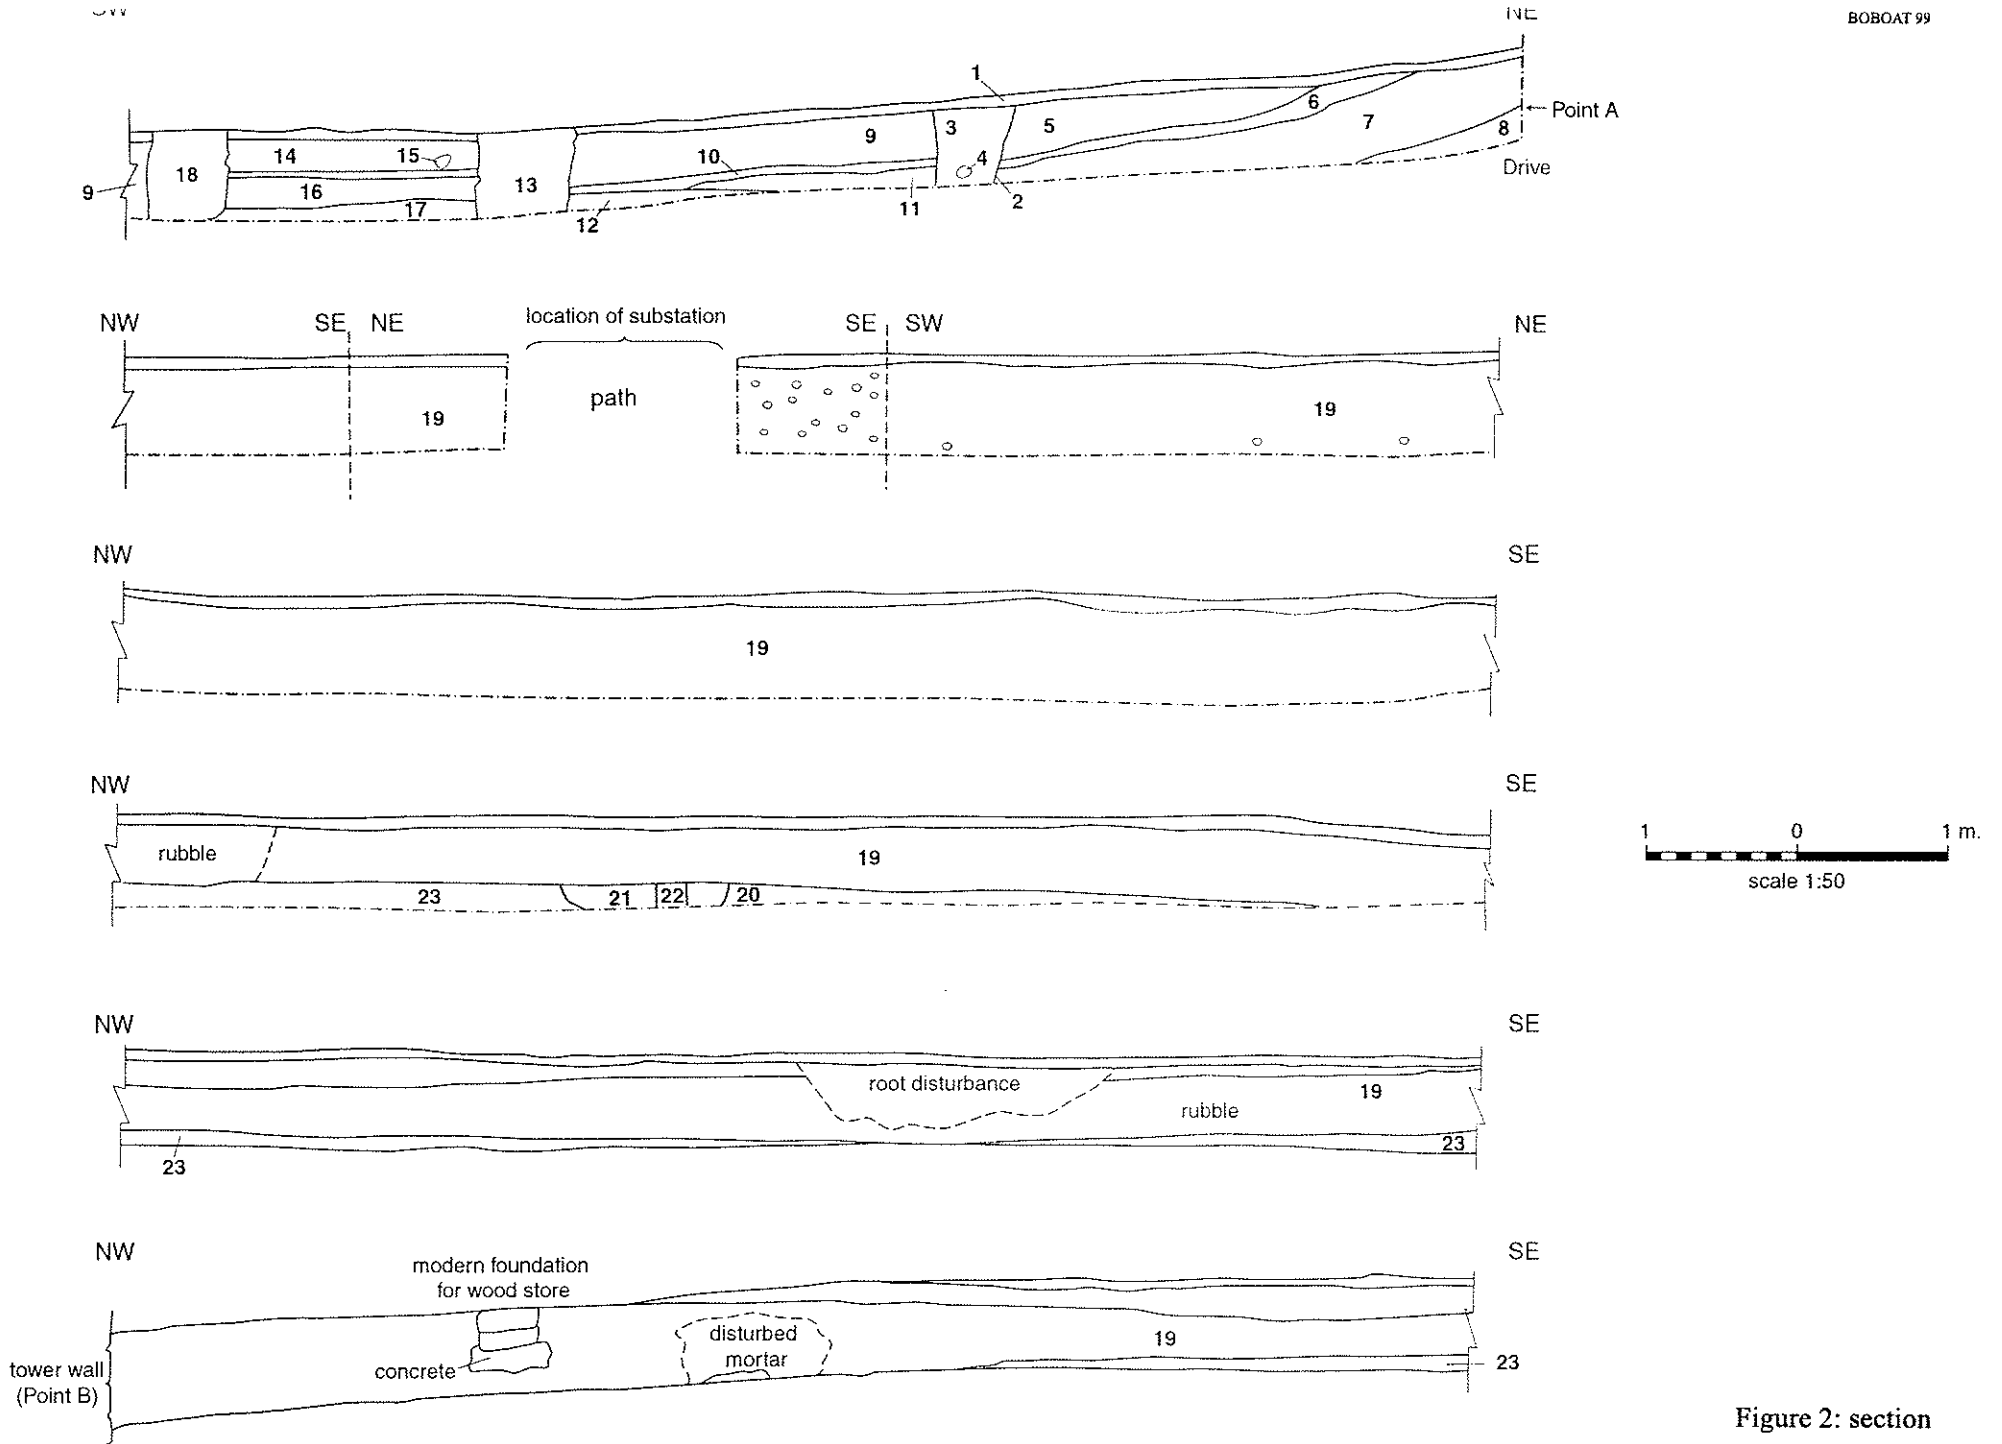 SW
NE
BOBOAT 99
1
6
Point A
9
3
5
7
8
14
15
10
4
Drive
18
13
9
16
2
17
11
12
NW
SE
NE
location of substation
SE
SW
NE
path
19
19
NW
SE
19
NW
SE
rubble
19
1
0
1 m.
scale 1:50
23
21
22
20
NW
SE
root disturbance
19
rubble
23
23
NW
SE
modern foundation
for wood store
disturbed
mortar
19
concrete
23
tower wall
(Point B)
Figure 2: section